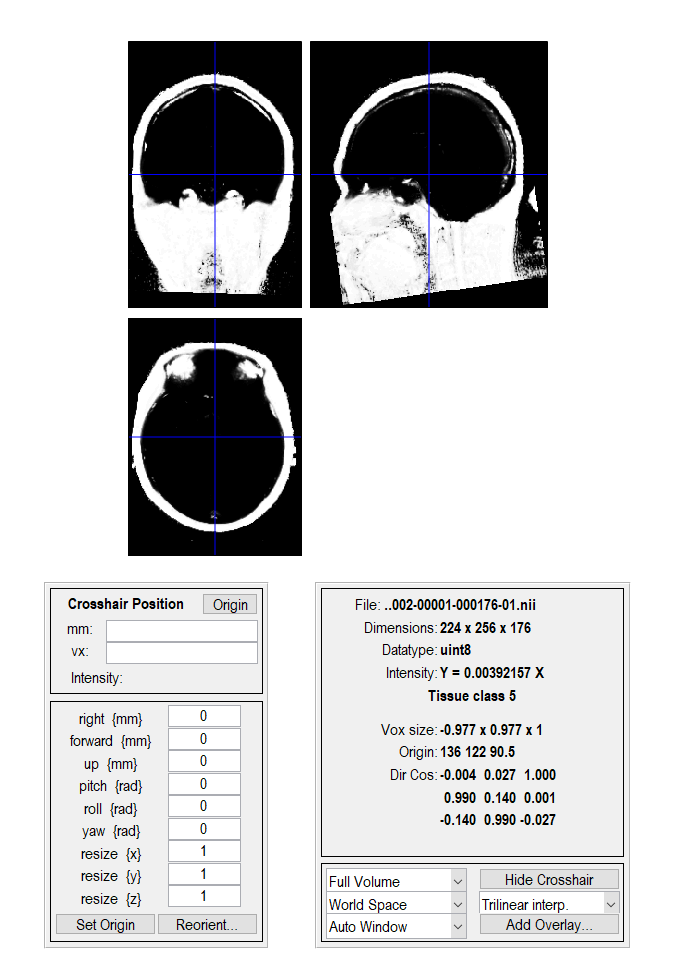 Crosshair Position
Origin
mm:
vx:
Intensity:
right {mm} 0
forward {mm} 0
up {mm} 0
pitch {rad} 0
roll {rad} 0
yaw {rad} 0
resize {x} 1
resize {y} 1
resize {z} 1
Set Origin
Reorient...
File: ..002-00001-000176-01.nii
Dimensions: 224 x 256 x 176
Datatype: uint8
Intensity: Y = 0.00392157 X
Tissue class 5
Vox size: -0.977 x 0.977 x 1
Origin: 136 122 90.5
Dir Cos: -0.004 0.027 1.000
0.990 0.140 0.001
-0.140 0.990 -0.027
Full Volume
Hide Crosshair
World Space
Trilinear interp.
Auto Window
Add Overlay...